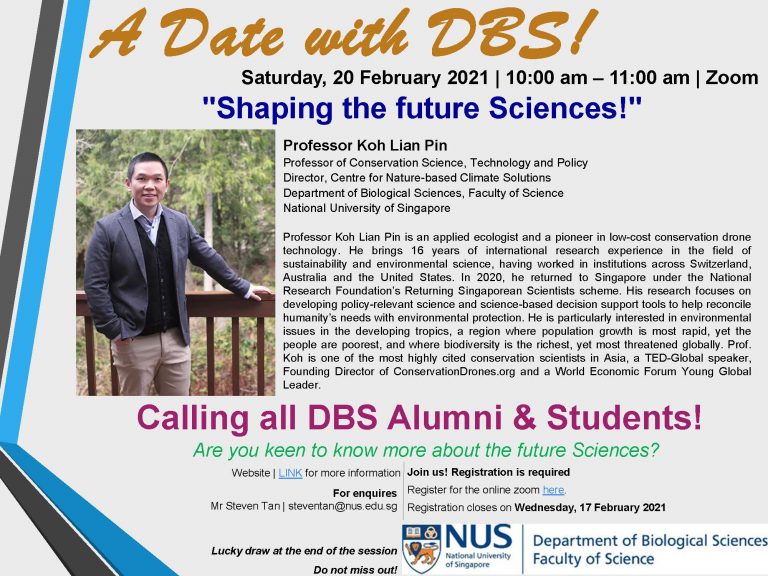 A Date with DBS!
Saturday, 20 February 2021 | 10:00 am – 11:00 am | Zoom
"Shaping the future Sciences!"
Professor Koh Lian Pin
Professor of Conservation Science, Technology and Policy
Director, Centre for Nature-based Climate Solutions
Department of Biological Sciences, Faculty of Science
National University of Singapore
Professor Koh Lian Pin is an applied ecologist and a pioneer in low-cost conservation drone
technology. He brings 16 years of international research experience in the field of
sustainability and environmental science, having worked in institutions across Switzerland,
Australia and the United States. In 2020, he returned to Singapore under the National
Research Foundation's Returning Singaporean Scientists scheme. His research focuses on
developing policy-relevant science and science-based decision support tools to help reconcile
humanity's needs with environmental protection. He is particularly interested in environmental
issues in the developing tropics, a region where population growth is most rapid, yet the
people are poorest, and where biodiversity is the richest, yet most threatened globally. Prof.
Koh is one of the most highly cited conservation scientists in Asia, a TED-Global speaker,
Founding Director of ConservationDrones.org and a World Economic Forum Young Global
Leader.
Calling all DBS Alumni & Students!
Are you keen to know more about the future Sciences?
Website | LINK for more information
For enquires
Mr Steven Tan | steventan@nus.edu.sg
Lucky draw at the end of the session
Do not miss out!
Join us! Registration is required
Register for the online zoom here.
Registration closes on Wednesday, 17 February 2021
NUS
National University
of Singapore
Department of Biological Sciences
Faculty of Science